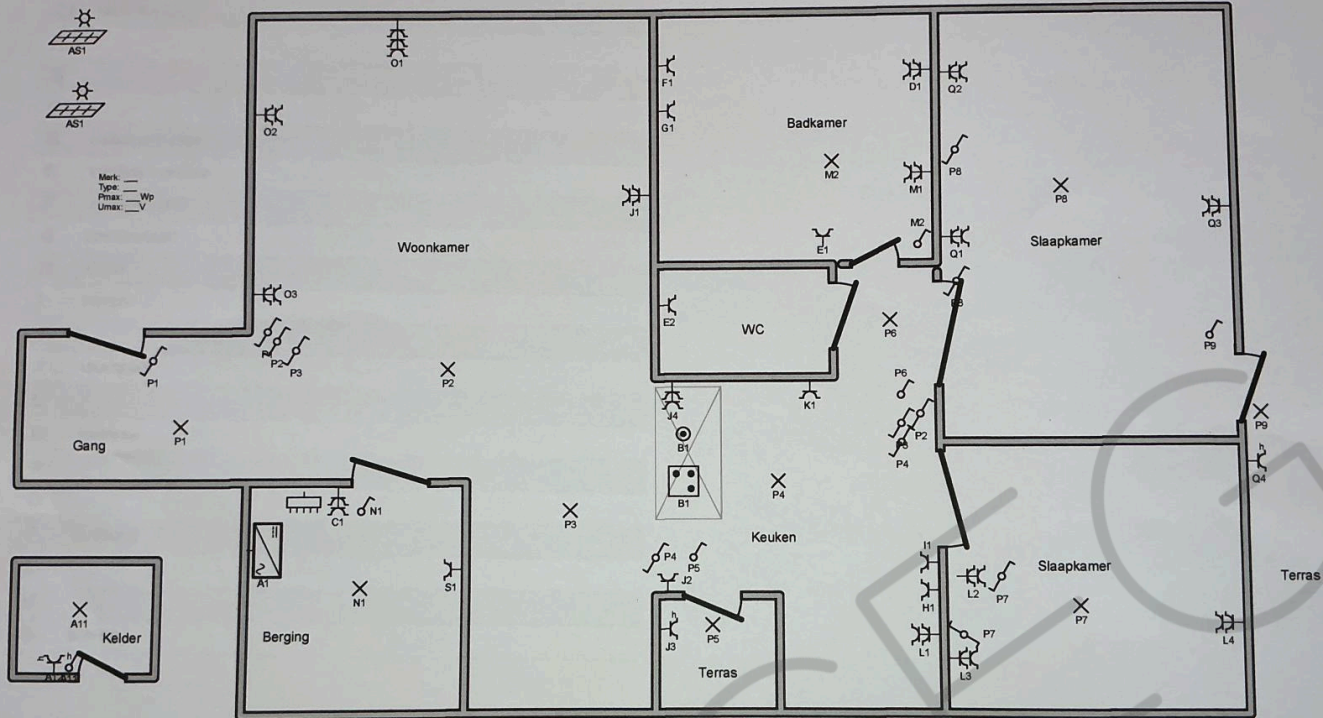 AS1
AS1
Merk: ___
Type: ___
Pmax: ___ Wp
Umax: ___ V
O1
O2
Woonkamer
O3
P2
P3
P1
P1
Gang
P2
J1
F1
G1
Badkamer
M2
D1
Q2
P8
M1
M2
Q1
E1
E2
WC
P6
P8
Slaapkamer
Q3
P9
P9
h
Q4
Terras
J4
K1
B1
B1
P6
P2
P4
P4
Keuken
P3
C1
N1
A1
N1
S1
Berging
A11
Kelder
h
P4
P5
J2
h
J3
P5
Terras
I1
H1
L1
L2
P7
P7
L3
Slaapkamer
P7
L4